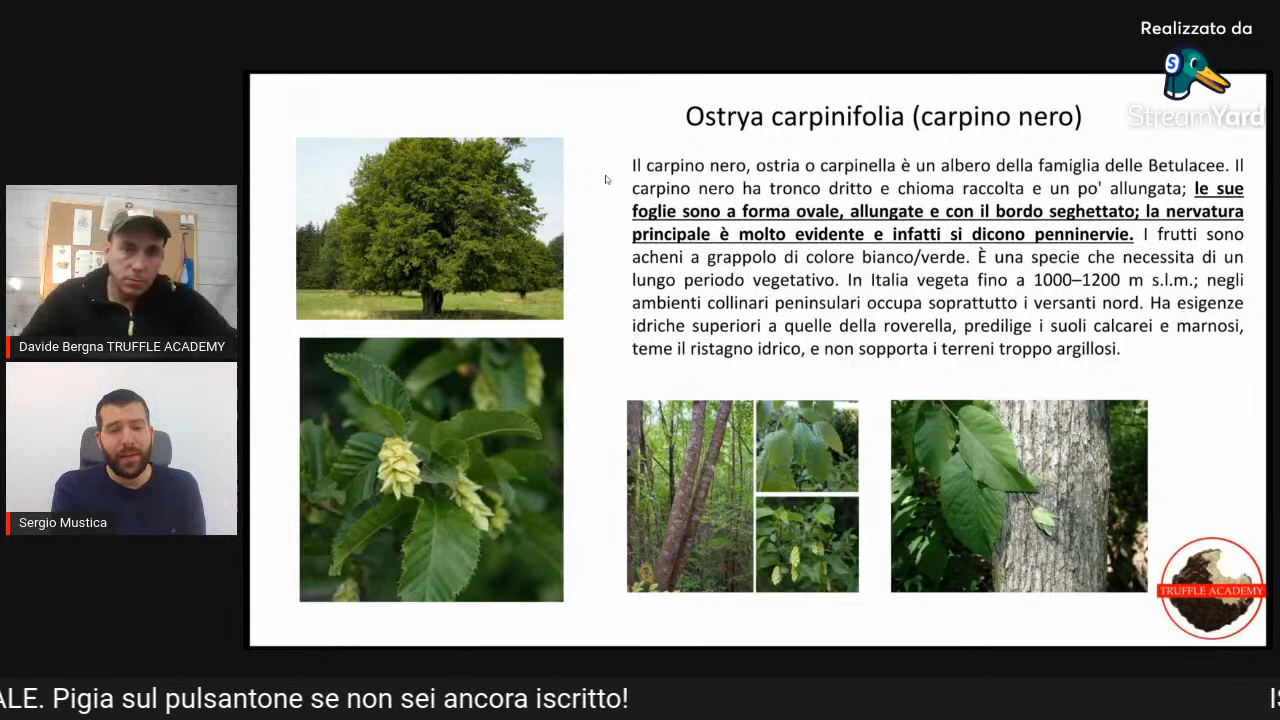 Realizzato da
StreamYard
Ostrya carpinifolia (carpino nero)
Il carpino nero, ostria o carpinella è un albero della famiglia delle Betulacee. Il
carpino nero ha tronco dritto e chioma raccolta e un po' allungata; le sue
foglie sono a forma ovale, allungate e con il bordo seghettato; la nervatura
principale è molto evidente e infatti si dicono penninervie. I frutti sono
acheni a grappolo di colore bianco/verde. È una specie che necessita di un
lungo periodo vegetativo. In Italia vegeta fino a 1000–1200 m s.l.m.; negli
ambienti collinari peninsulari occupa soprattutto i versanti nord. Ha esigenze
idriche superiori a quelle della roverella, predilige i suoli calcarei e marnosi,
teme il ristagno idrico, e non sopporta i terreni troppo argillosi.
Davide Bergna TRUFFLE ACADEMY
Sergio Mustica
TRUFFLE ACADEMY
ALE. Pigia sul pulsantone se non sei ancora iscritto!